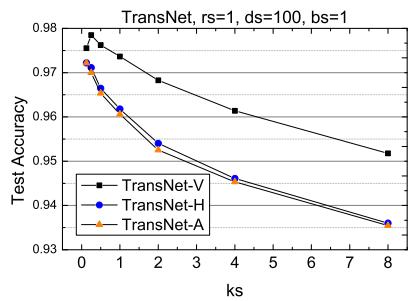 TransNet, rs=1, ds=100, bs=1
0.98
0.97
0.96
0.95
0.94
0.93
Test Accuracy
TransNet-V
TransNet-H
TransNet-A
0 1 2 3 4 5 6 7 8
ks